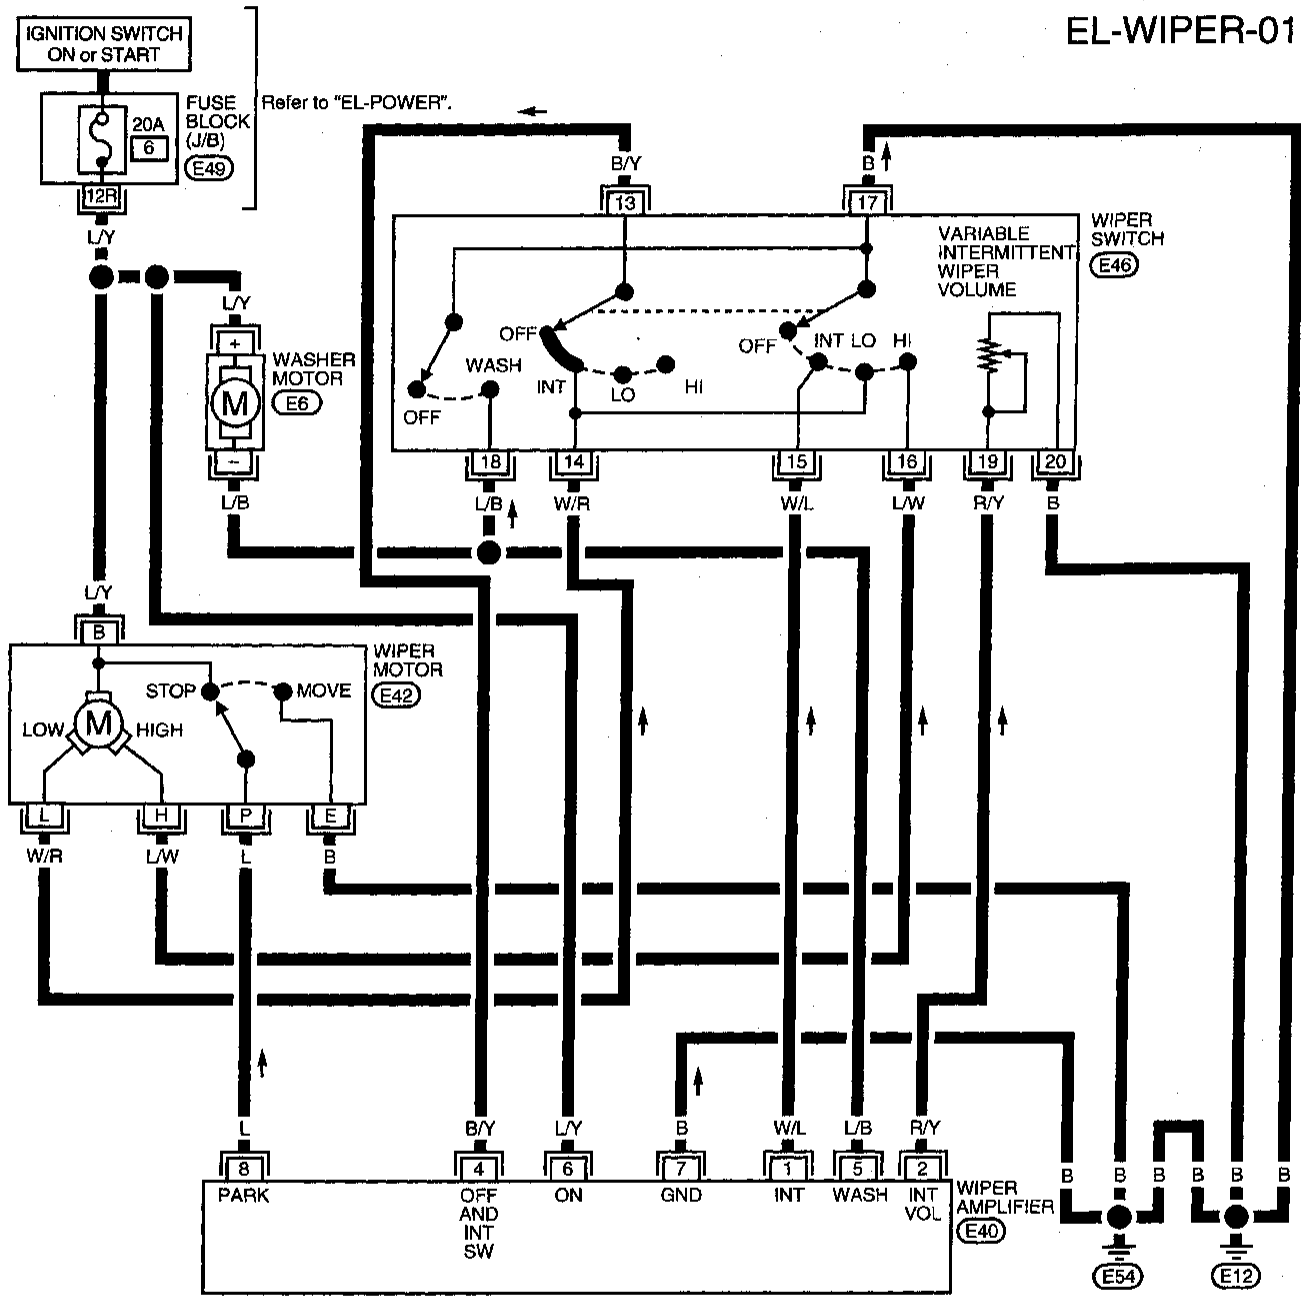 EL-WIPER-01
IGNITION SWITCH
ON or START
FUSE
BLOCK
(J/B)
E49
20A
6
Refer to "EL-POWER".
12R
L/Y
L/Y
B/Y
13
B
17
WIPER
SWITCH
E46
VARIABLE
INTERMITTENT
WIPER
VOLUME
+
M
−
WASHER
MOTOR
E6
OFF
WASH
OFF
INT
LO
HI
OFF
INT LO HI
18
14
15
16
19
20
L/B
L/B
W/R
W/L
L/W
R/Y
B
L/Y
B
WIPER
MOTOR
E42
STOP
MOVE
LOW
M
HIGH
L
H
P
E
W/R
L/W
L
B
L
B/Y
L/Y
B
W/L
L/B
R/Y
8
4
6
7
1
5
2
PARK
OFF
AND
INT
SW
ON
GND
INT
WASH
INT
VOL
WIPER
AMPLIFIER
E40
B
B
B
B
B
B
E54
E12